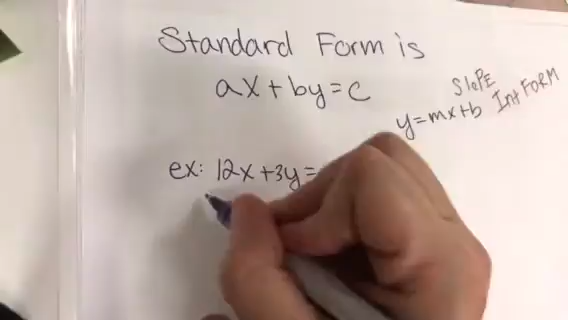 Standard Form is
ax + by = c
SlOPE
Int FORM
y=mx+b
ex: 12x +3y=